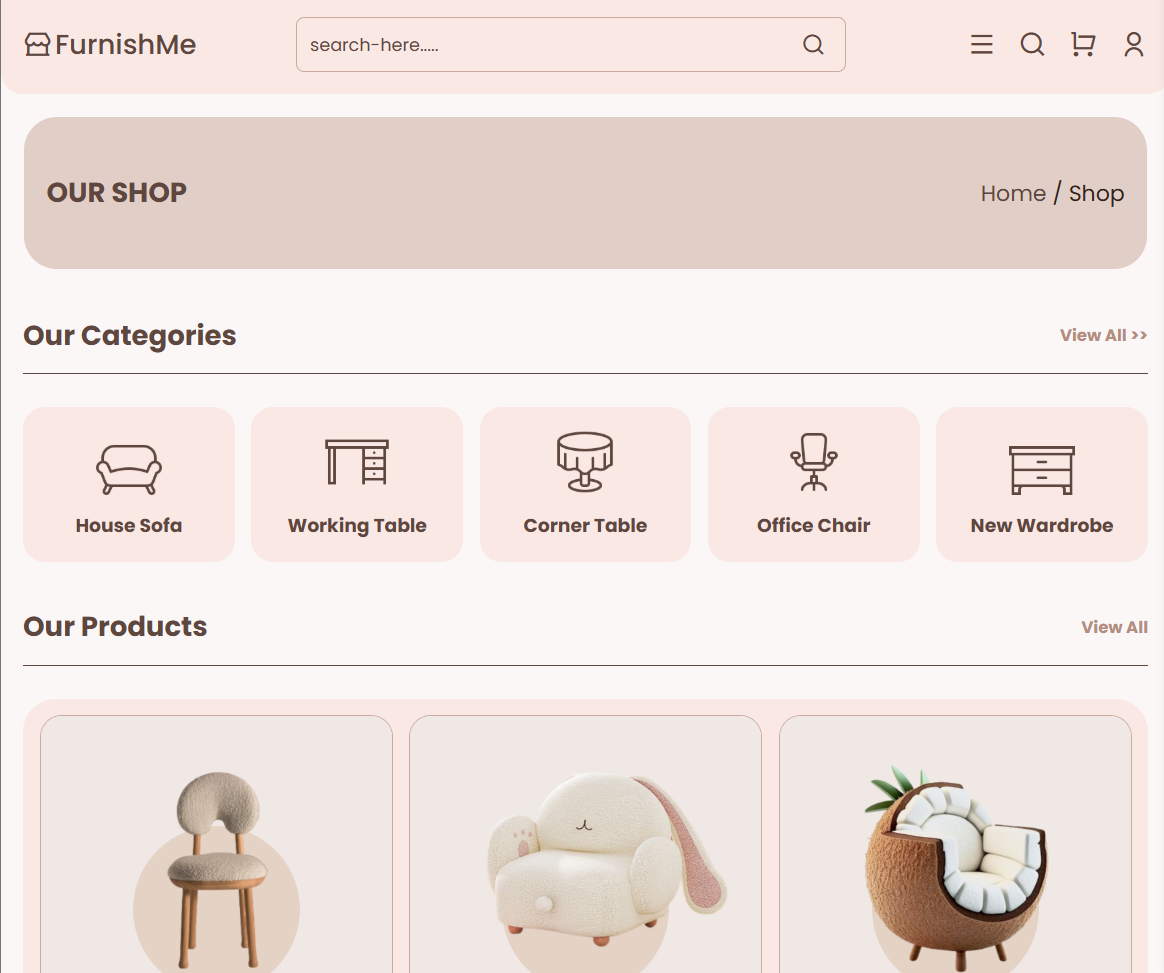 FurnishMe
search-here.....
OUR SHOP
Home / Shop
Our Categories
View All >>
House Sofa
Working Table
Corner Table
Office Chair
New Wardrobe
Our Products
View All